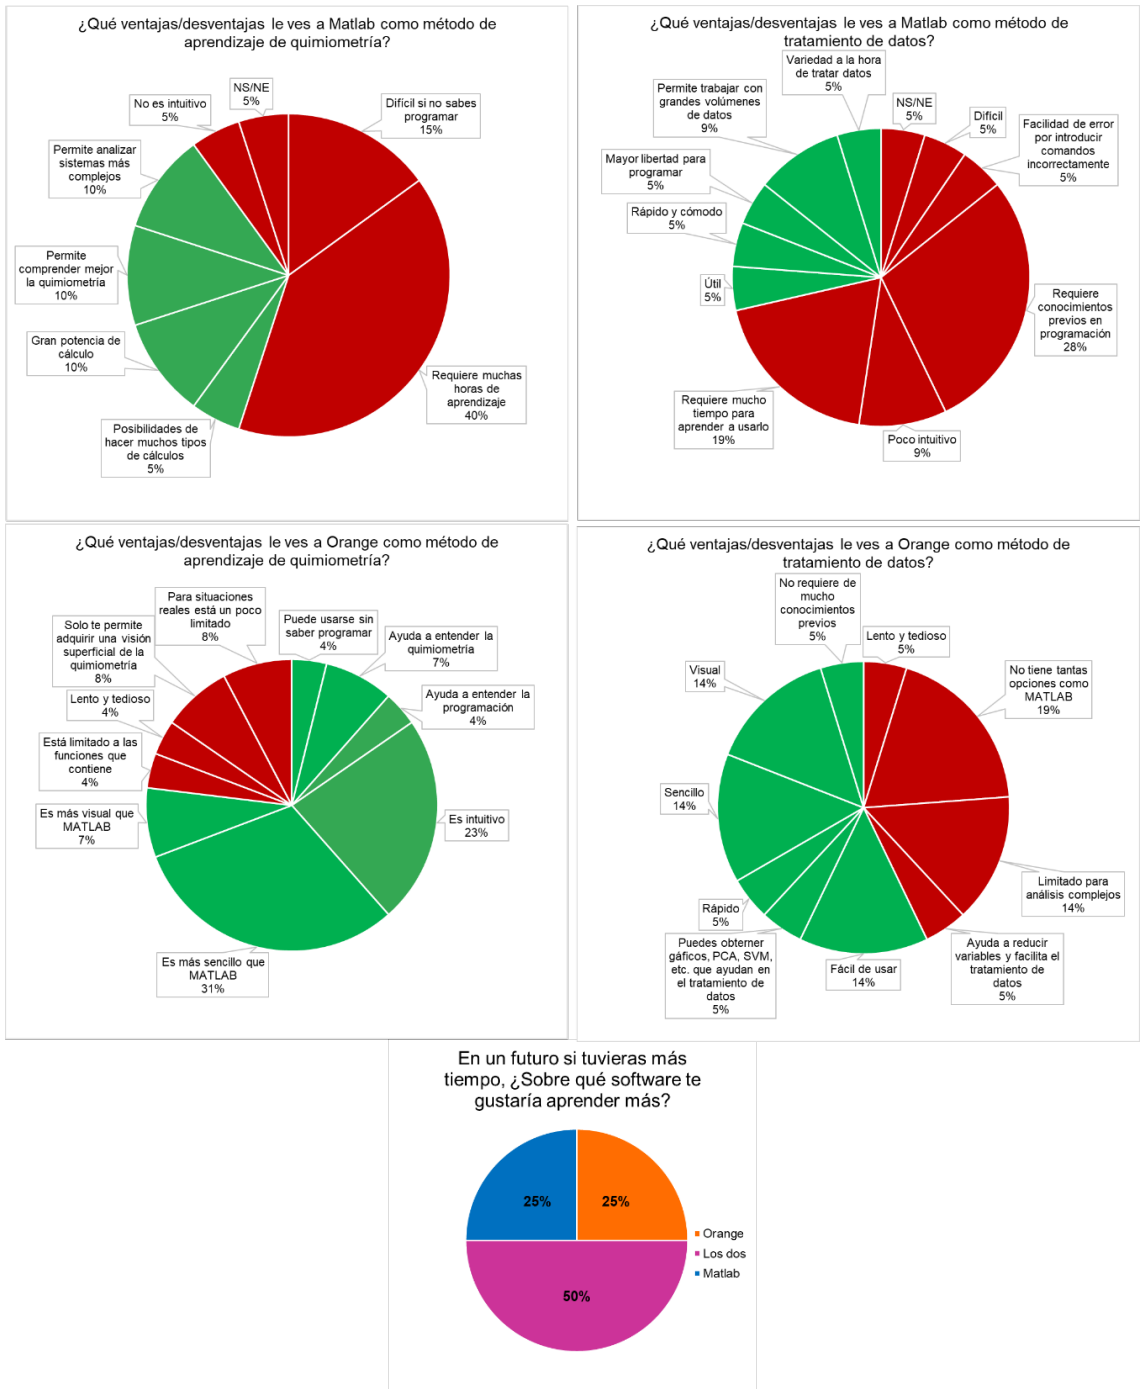 ¿Qué ventajas/desventajas le ves a Matlab como método de
aprendizaje de quimiometría?
NS/NE
5%
No es intuitivo
5%
Difícil si no sabes
programar
15%
Permite analizar
sistemas más
complejos
10%
Permite
comprender mejor
la quimiometría
10%
Gran potencia de
cálculo
10%
Requiere muchas
horas de
aprendizaje
40%
Posibilidades de
hacer muchos tipos
de cálculos
5%
¿Qué ventajas/desventajas le ves a Matlab como método de
tratamiento de datos?
Variedad a la hora
de tratar datos
5%
Permite trabajar con
grandes volúmenes
de datos
9%
NS/NE
5%
Difícil
5%
Facilidad de error
por introducir
comandos
incorrectamente
5%
Mayor libertad para
programar
5%
Rápido y cómodo
5%
Útil
5%
Requiere
conocimientos
previos en
programación
28%
Requiere mucho
tiempo para
aprender a usarlo
19%
Poco intuitivo
9%
¿Qué ventajas/desventajas le ves a Orange como método de
aprendizaje de quimiometría?
Para situaciones
reales está un poco
limitado
8%
Puede usarse sin
saber programar
4%
Solo te permite
adquirir una visión
superficial de la
quimiometría
8%
Ayuda a entender la
quimiometría
7%
Lento y tedioso
4%
Ayuda a entender la
programación
4%
Está limitado a las
funciones que
contiene
4%
Es más visual que
MATLAB
7%
Es intuitivo
23%
Es más sencillo que
MATLAB
31%
¿Qué ventajas/desventajas le ves a Orange como método de
tratamiento de datos?
No requiere de
mucho
conocimientos
previos
5%
Lento y tedioso
5%
Visual
14%
No tiene tantas
opciones como
MATLAB
19%
Sencillo
14%
Limitado para
análisis complejos
14%
Rápido
5%
Puedes obterner
gáficos, PCA, SVM,
etc. que ayudan en
el tratamiento de
datos
5%
Fácil de usar
14%
Ayuda a reducir
variables y facilita el
tratamiento de
datos
5%
En un futuro si tuvieras más
tiempo, ¿Sobre qué software te
gustaría aprender más?
25%
25%
50%
Orange
Los dos
Matlab